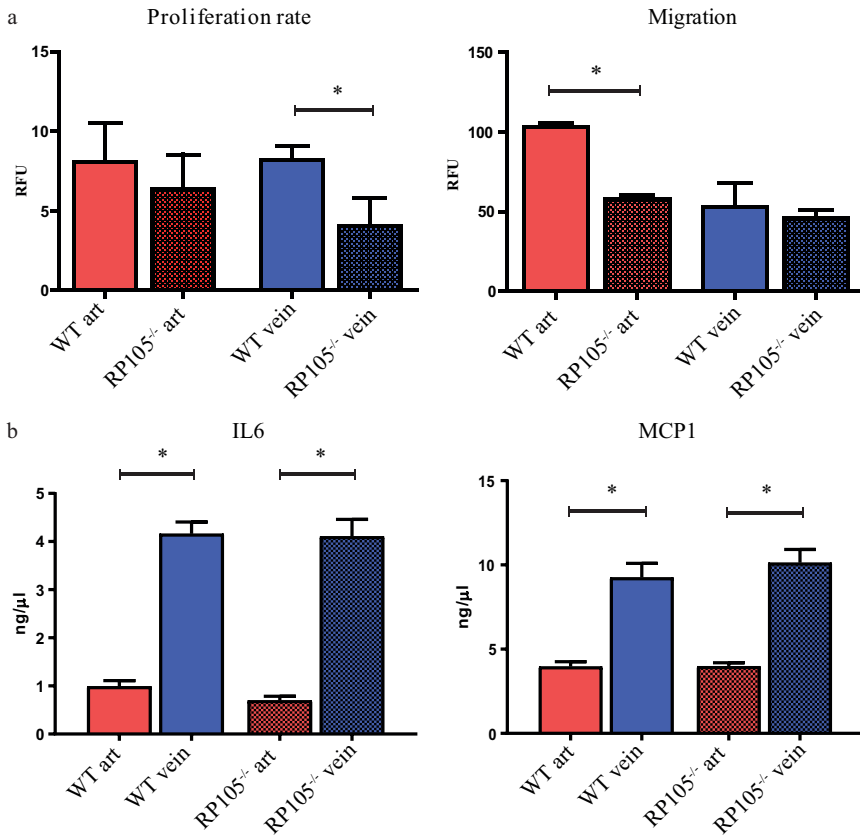 a
Proliferation rate
Migration
RFU
15
10
5
0
*
WT art
RP105-/- art
WT vein
RP105-/- vein
RFU
150
100
50
0
*
WT art
RP105-/- art
WT vein
RP105-/- vein
b
IL6
MCP1
ng/µl
5
4
3
2
1
0
*
*
WT art
WT vein
RP105-/- art
RP105-/- vein
ng/µl
15
10
5
0
*
*
WT art
WT vein
RP105-/- art
RP105-/- vein